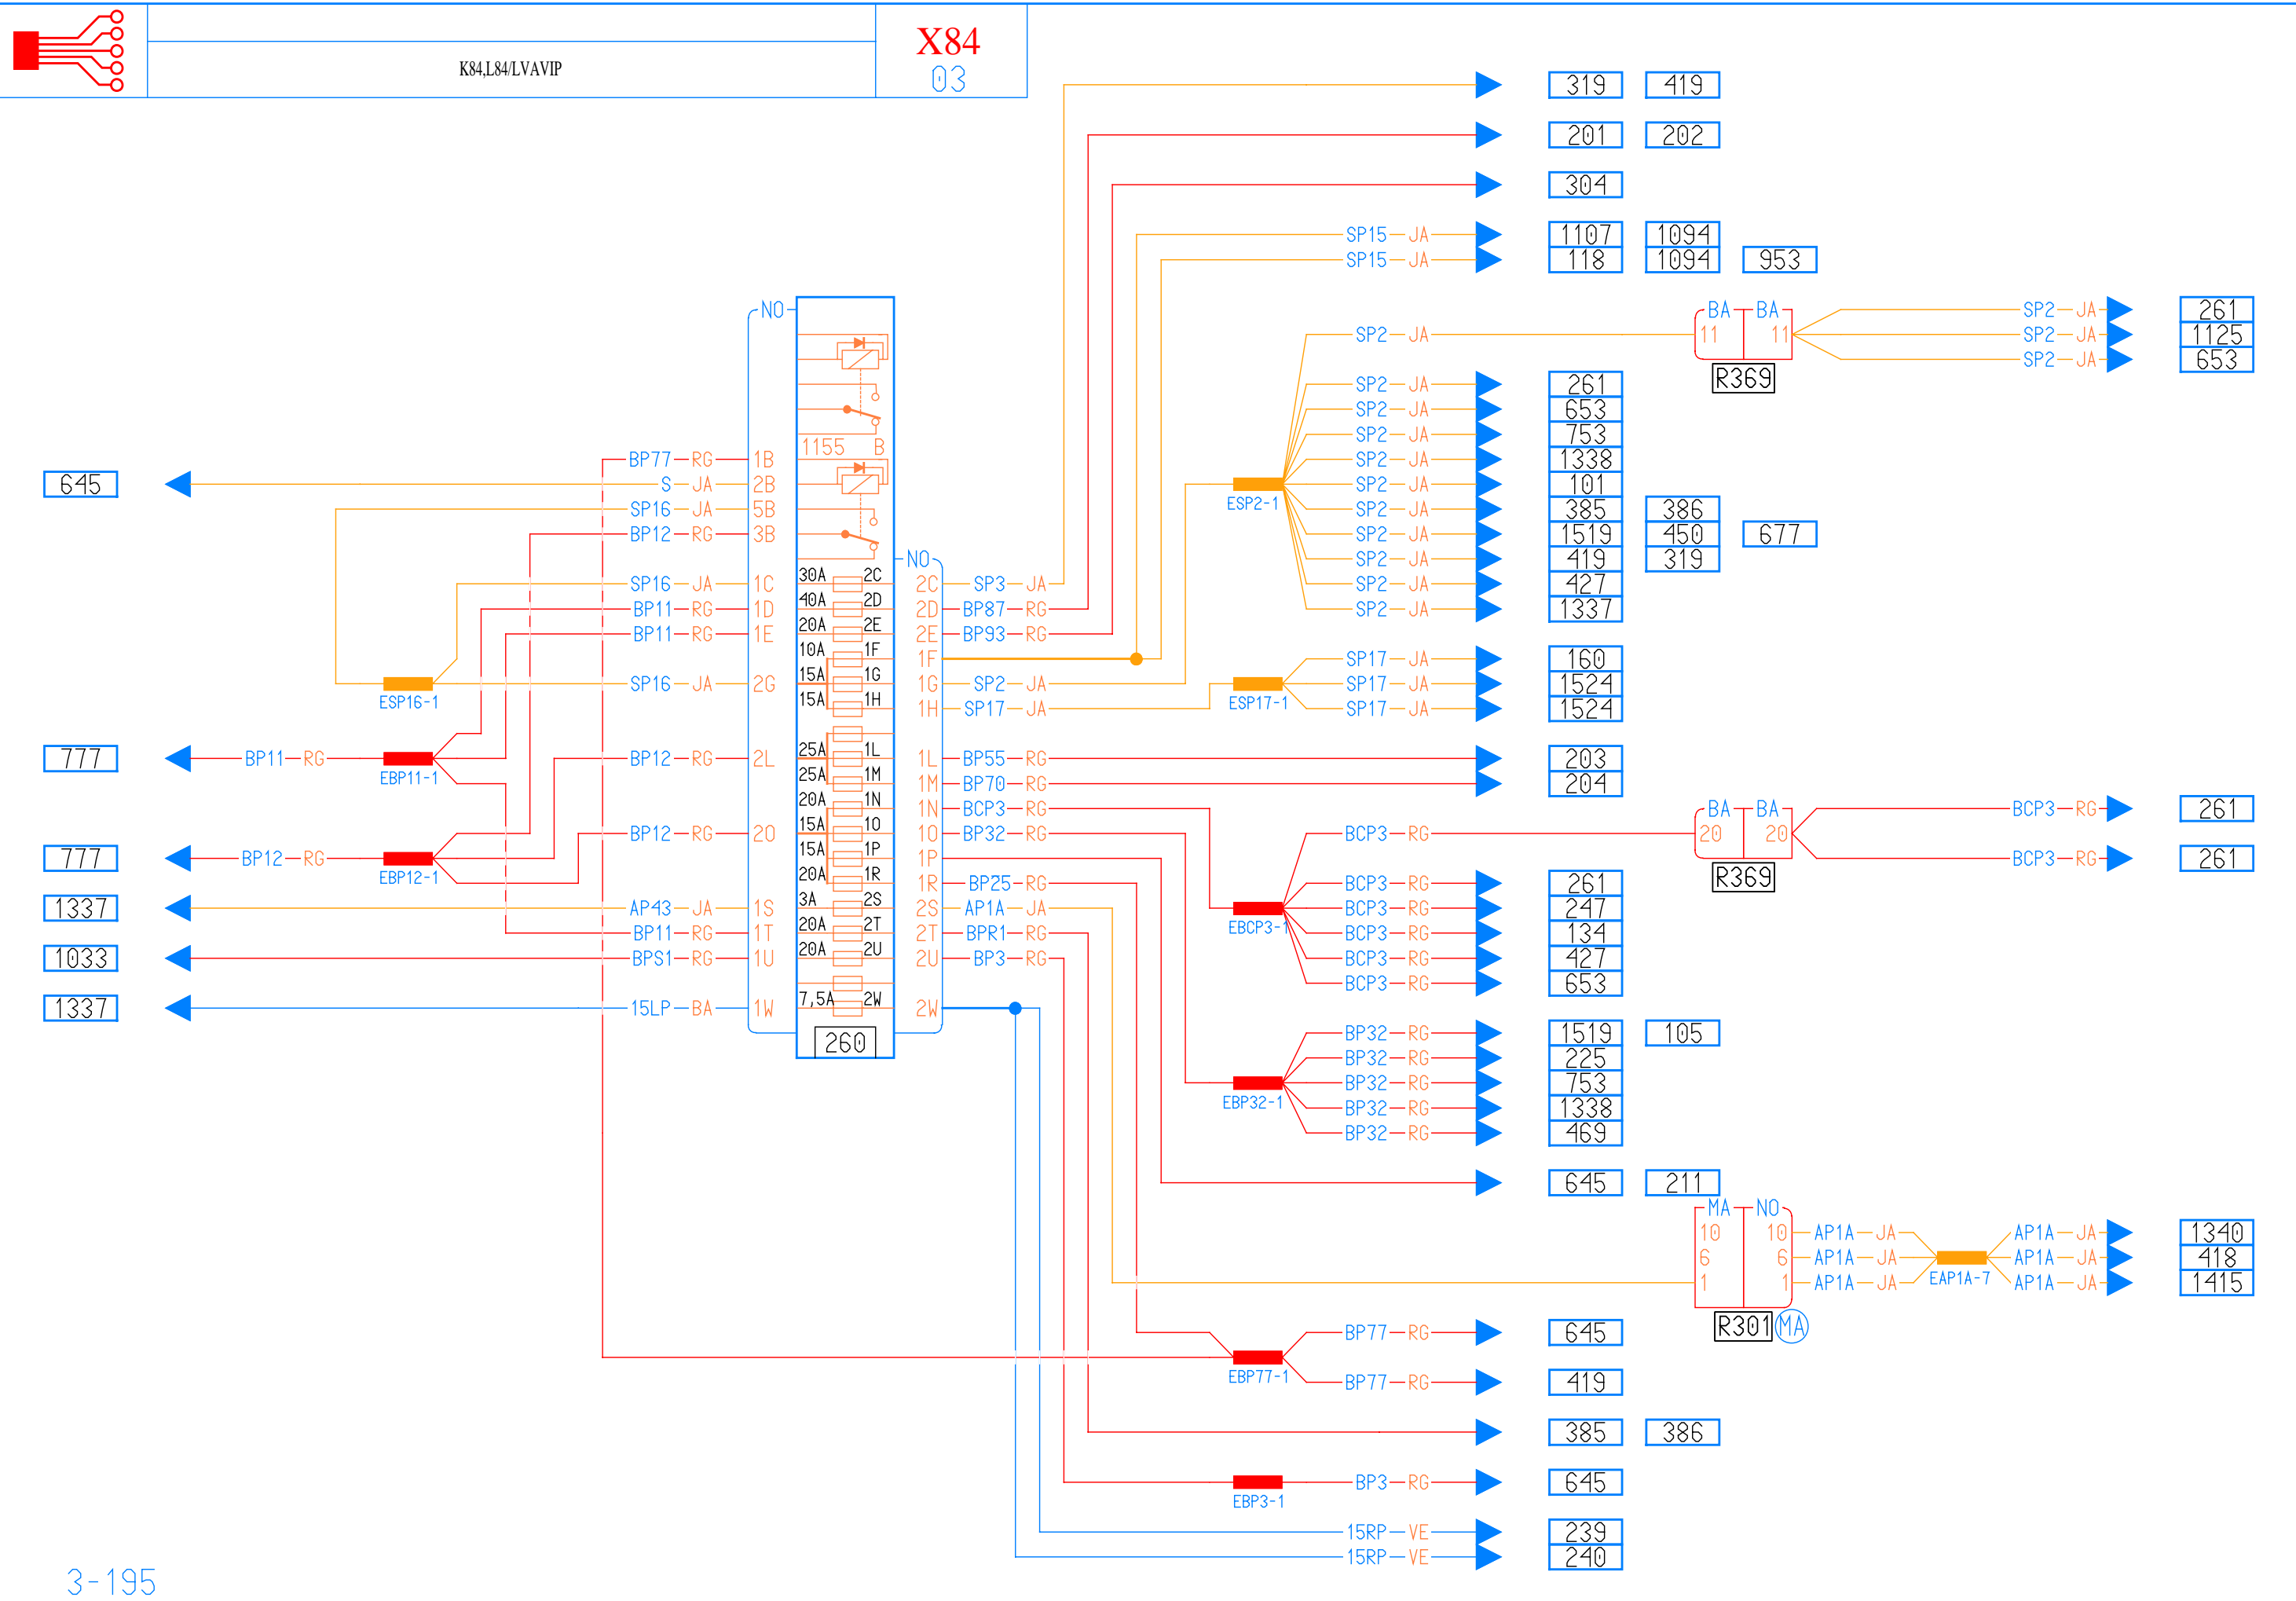 X84
K84,L84/LVAVIP
03
319 419
201 202
304
SP15 JA 1107 1094
SP15 JA 118 1094 953
NO
BA BA SP2 JA 261
SP2 JA 11 11 SP2 JA 1125
SP2 JA 653
R369
SP2 JA 261
SP2 JA 653
SP2 JA 753
1155 B
BP77 RG 1B SP2 JA 1338
645 S JA 2B SP2 JA 101
ESP2-1
SP16 JA 5B SP2 JA 385 386
BP12 RG 3B SP2 JA 1519 450 677
NO SP2 JA 419 319
SP16 JA 1C 30A 2C 2C SP3 JA SP2 JA 427
BP11 RG 1D 40A 2D 2D BP87 RG SP2 JA 1337
BP11 RG 1E 20A 2E 2E BP93 RG
10A 1F 1F SP17 JA 160
SP16 JA 2G 15A 1G 1G SP2 JA SP17 JA 1524
ESP16-1 ESP17-1
15A 1H 1H SP17 JA SP17 JA 1524
777 BP11 RG BP12 RG 2L 25A 1L 1L BP55 RG 203
EBP11-1
25A 1M 1M BP70 RG 204
20A 1N 1N BCP3 RG BA BA BCP3 RG 261
BP12 RG 2O 15A 1O 1O BP32 RG BCP3 RG 20 20
777 BP12 RG 15A 1P 1P BCP3 RG 261
EBP12-1 R369
20A 1R 1R BP25 RG BCP3 RG 261
1337 AP43 JA 1S 3A 2S 2S AP1A JA BCP3 RG 247
EBCP3-1
BP11 RG 1T 20A 2T 2T BPR1 RG BCP3 RG 134
1033 BPS1 RG 1U 20A 2U 2U BP3 RG BCP3 RG 427
BCP3 RG 653
1337 15LP BA 1W 7,5A 2W 2W
260
BP32 RG 1519 105
BP32 RG 225
BP32 RG 753
EBP32-1
BP32 RG 1338
BP32 RG 469
645 211
MA NO
10 10 AP1A JA AP1A JA 1340
6 6 AP1A JA AP1A JA 418
EAP1A-7
1 1 AP1A JA AP1A JA 1415
R301 MA
BP77 RG 645
EBP77-1
BP77 RG 419
385 386
BP3 RG 645
EBP3-1
15RP VE 239
15RP VE 240
3-195